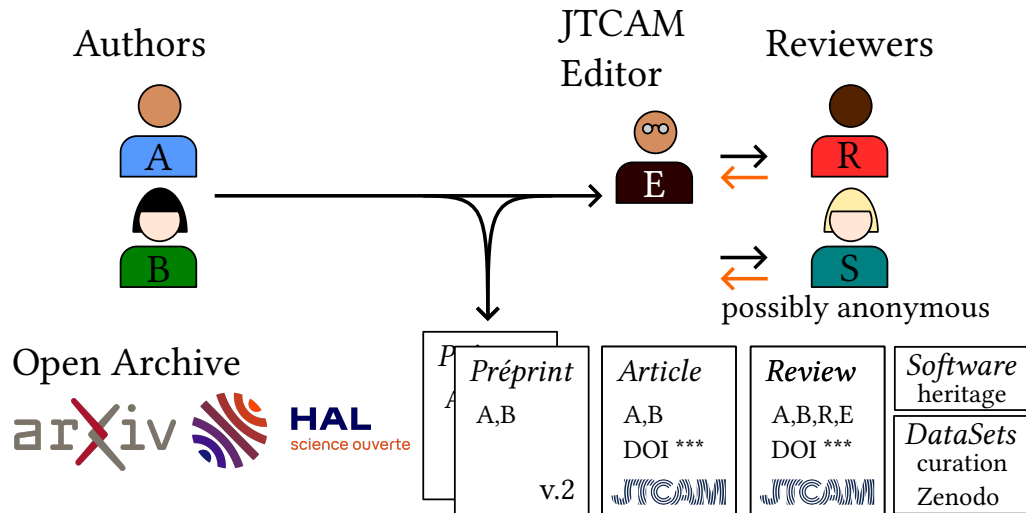 Authors
JTCAM
Editor
Reviewers
A
B
E
R
S
possibly anonymous
Open Archive
arXiv
HAL
science ouverte
Préprint
A,B
v.2
Article
A,B
DOI ***
JTCAM
Review
A,B,R,E
DOI ***
JTCAM
Software
heritage
DataSets
curation
Zenodo